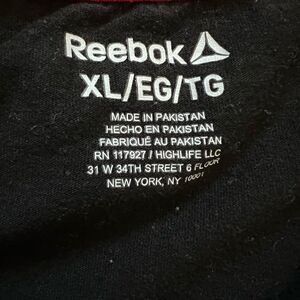 Reebok
XL/EG/TG
MADE IN PAKISTAN
HECHO EN PAKISTAN
FABRIQUÉ AU PAKISTAN
RN 117927 / HIGHLIFE LLC
31 W 34TH STREET 6 FLOOR
NEW YORK, NY 10001